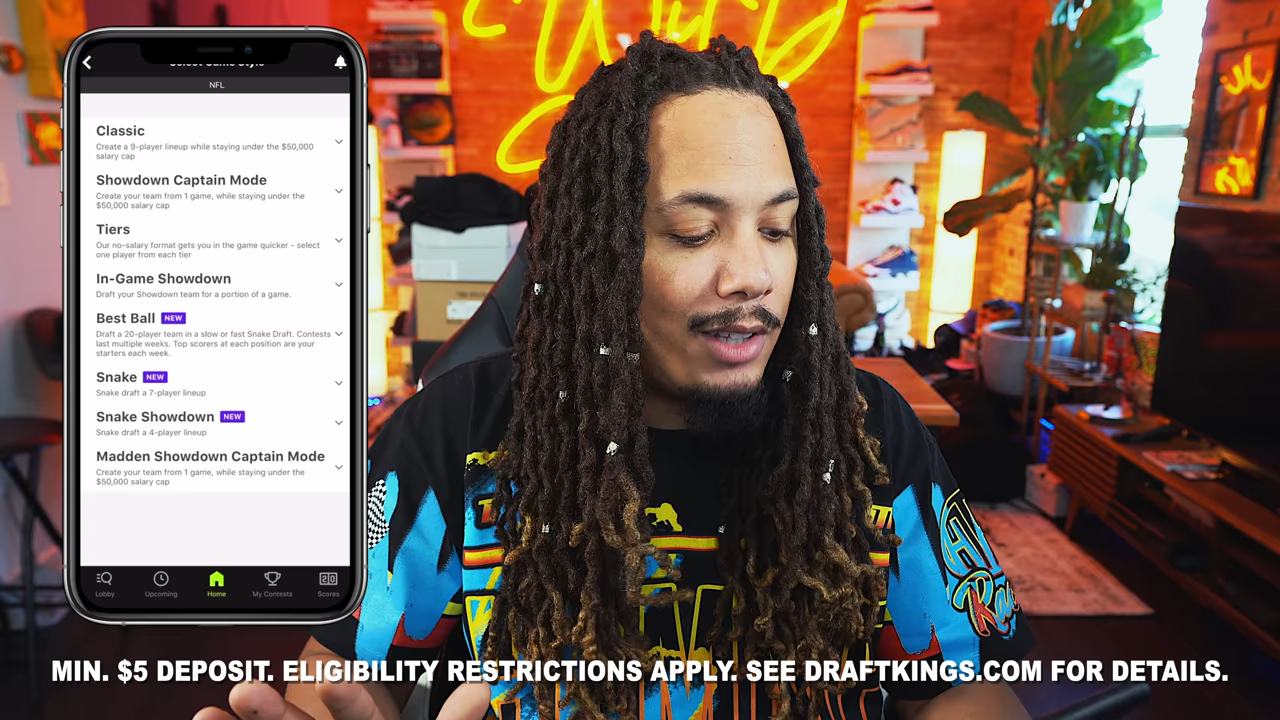 Select Game Style
NFL
Classic
Create a 9-player lineup while staying under the $50,000
salary cap
Showdown Captain Mode
Create your team from 1 game, while staying under the
$50,000 salary cap
Tiers
Our no-salary format gets you in the game quicker - select
one player from each tier
In-Game Showdown
Draft your Showdown team for a portion of a game.
Best Ball NEW
Draft a 20-player team in a slow or fast Snake Draft. Contests
last multiple weeks. Top scorers at each position are your
starters each week.
Snake NEW
Snake draft a 7-player lineup
Snake Showdown NEW
Snake draft a 4-player lineup
Madden Showdown Captain Mode
Create your team from 1 game, while staying under the
$50,000 salary cap
Lobby Upcoming Home My Contests Scores
MIN. $5 DEPOSIT. ELIGIBILITY RESTRICTIONS APPLY. SEE DRAFTKINGS.COM FOR DETAILS.